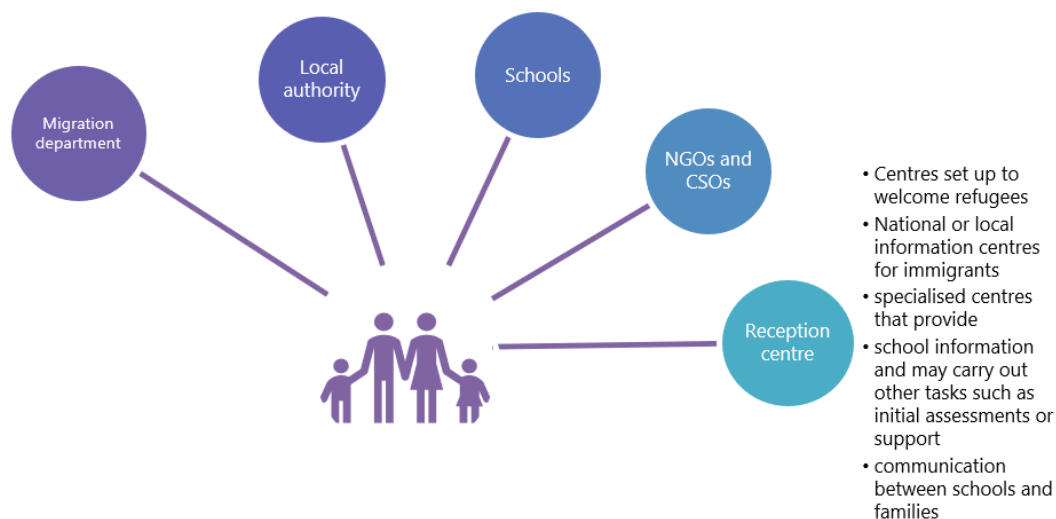 Migration
department
Local
authority
Schools
NGOs and
CSOs
Reception
centre
• Centres set up to
welcome refugees
• National or local
information centres
for immigrants
• specialised centres
that provide
• school information
and may carry out
other tasks such as
initial assessments or
support
• communication
between schools and
families